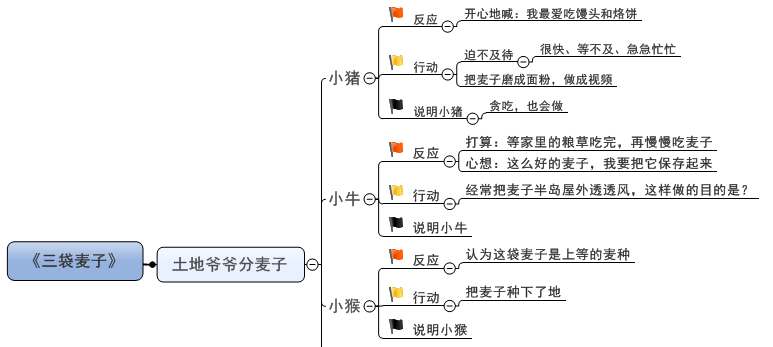 《三袋麦子》
土地爷爷分麦子
小猪
反应
开心地喊：我最爱吃馒头和烙饼
行动
迫不及待
很快、等不及、急急忙忙
把麦子磨成面粉，做成视频
说明小猪
贪吃，也会做
小牛
反应
打算：等家里的粮草吃完，再慢慢吃麦子
心想：这么好的麦子，我要把它保存起来
行动
经常把麦子半岛屋外透透风，这样做的目的是？
说明小牛
小猴
反应
认为这袋麦子是上等的麦种
行动
把麦子种下了地
说明小猴